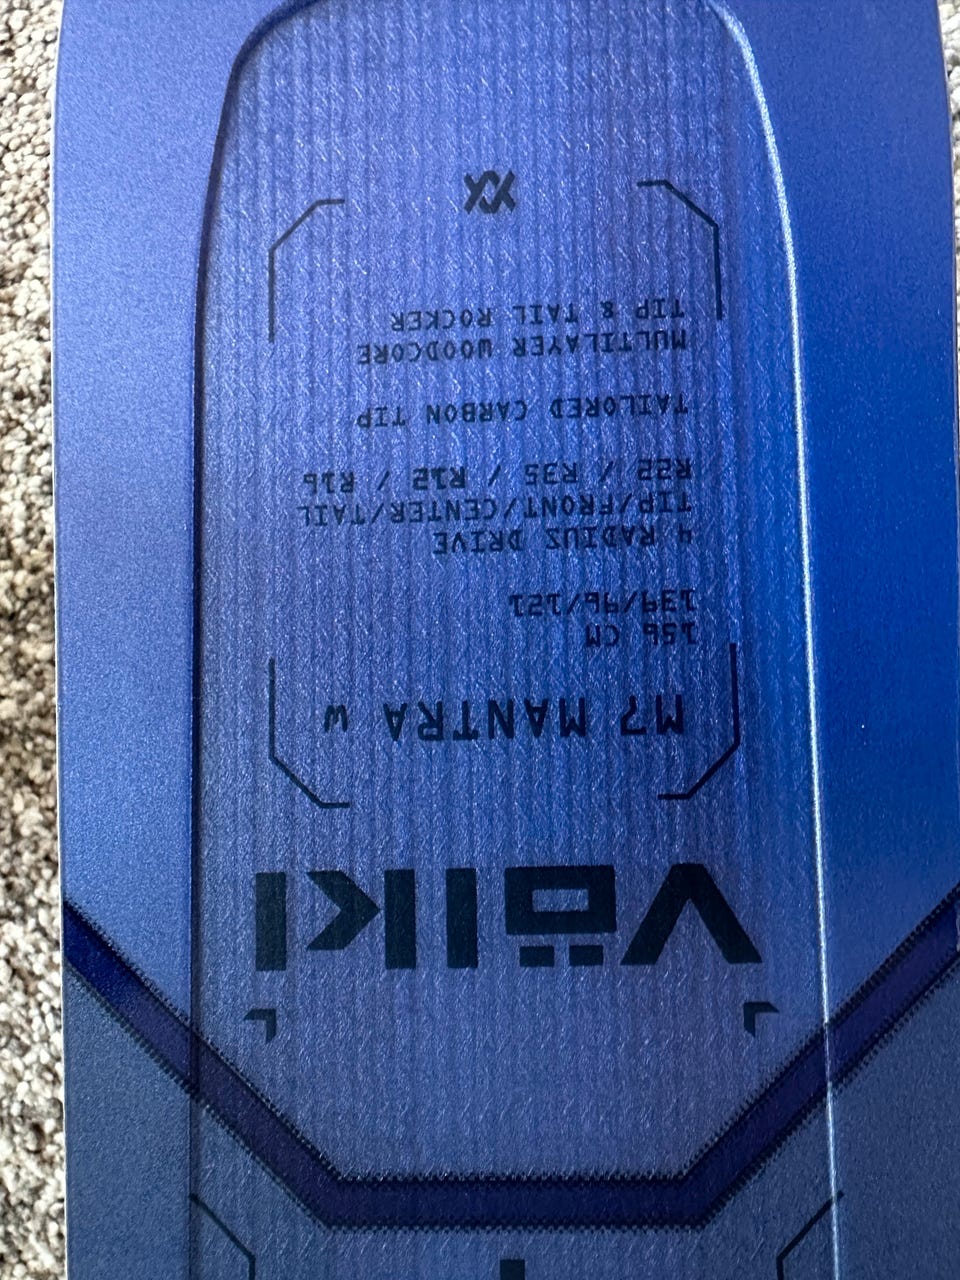 Völkl
M7 MANTRA W
156 CM
139/96/121
4 RADIUS DRIVE
TIP/FRONT/CENTER/TAIL
R22 / R35 / R12 / R16
TAILORED CARBON TIP
MULTILAYER WOODCORE
TIP & TAIL ROCKER